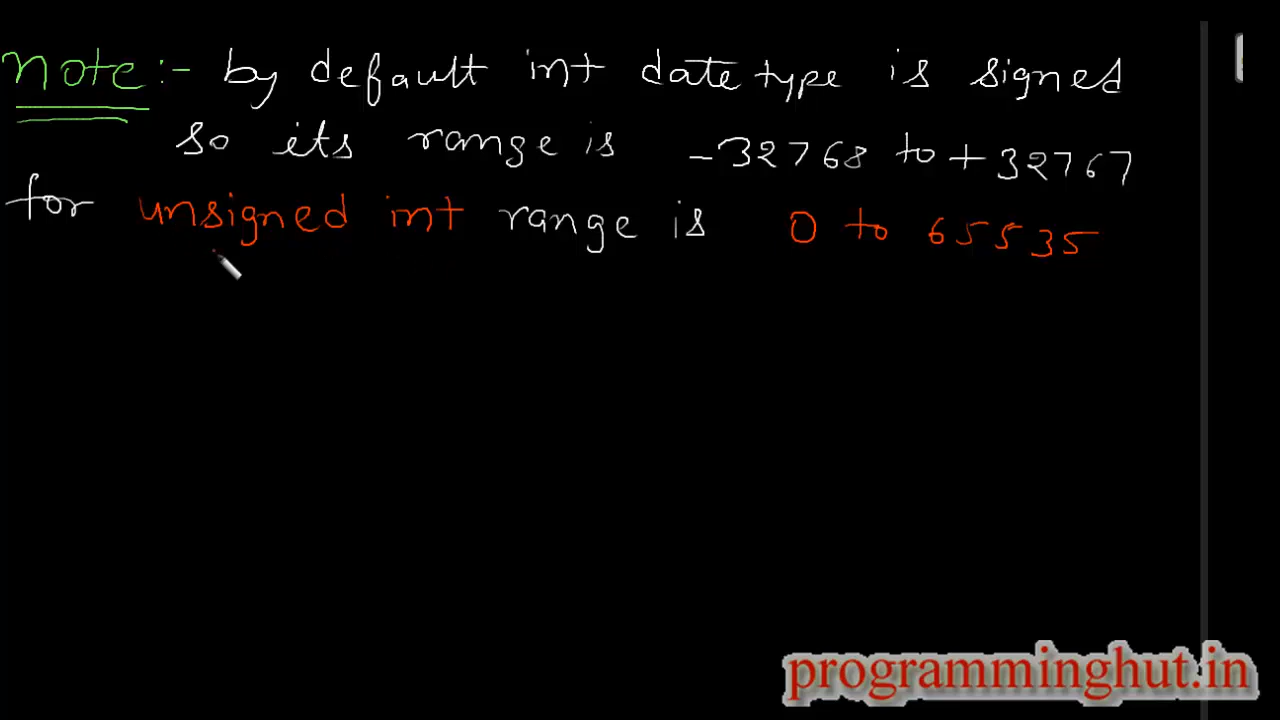 note:- by default int date type is signed
so its range is -32768 to +32767
for unsigned int range is 0 to 65535
programminghut.in